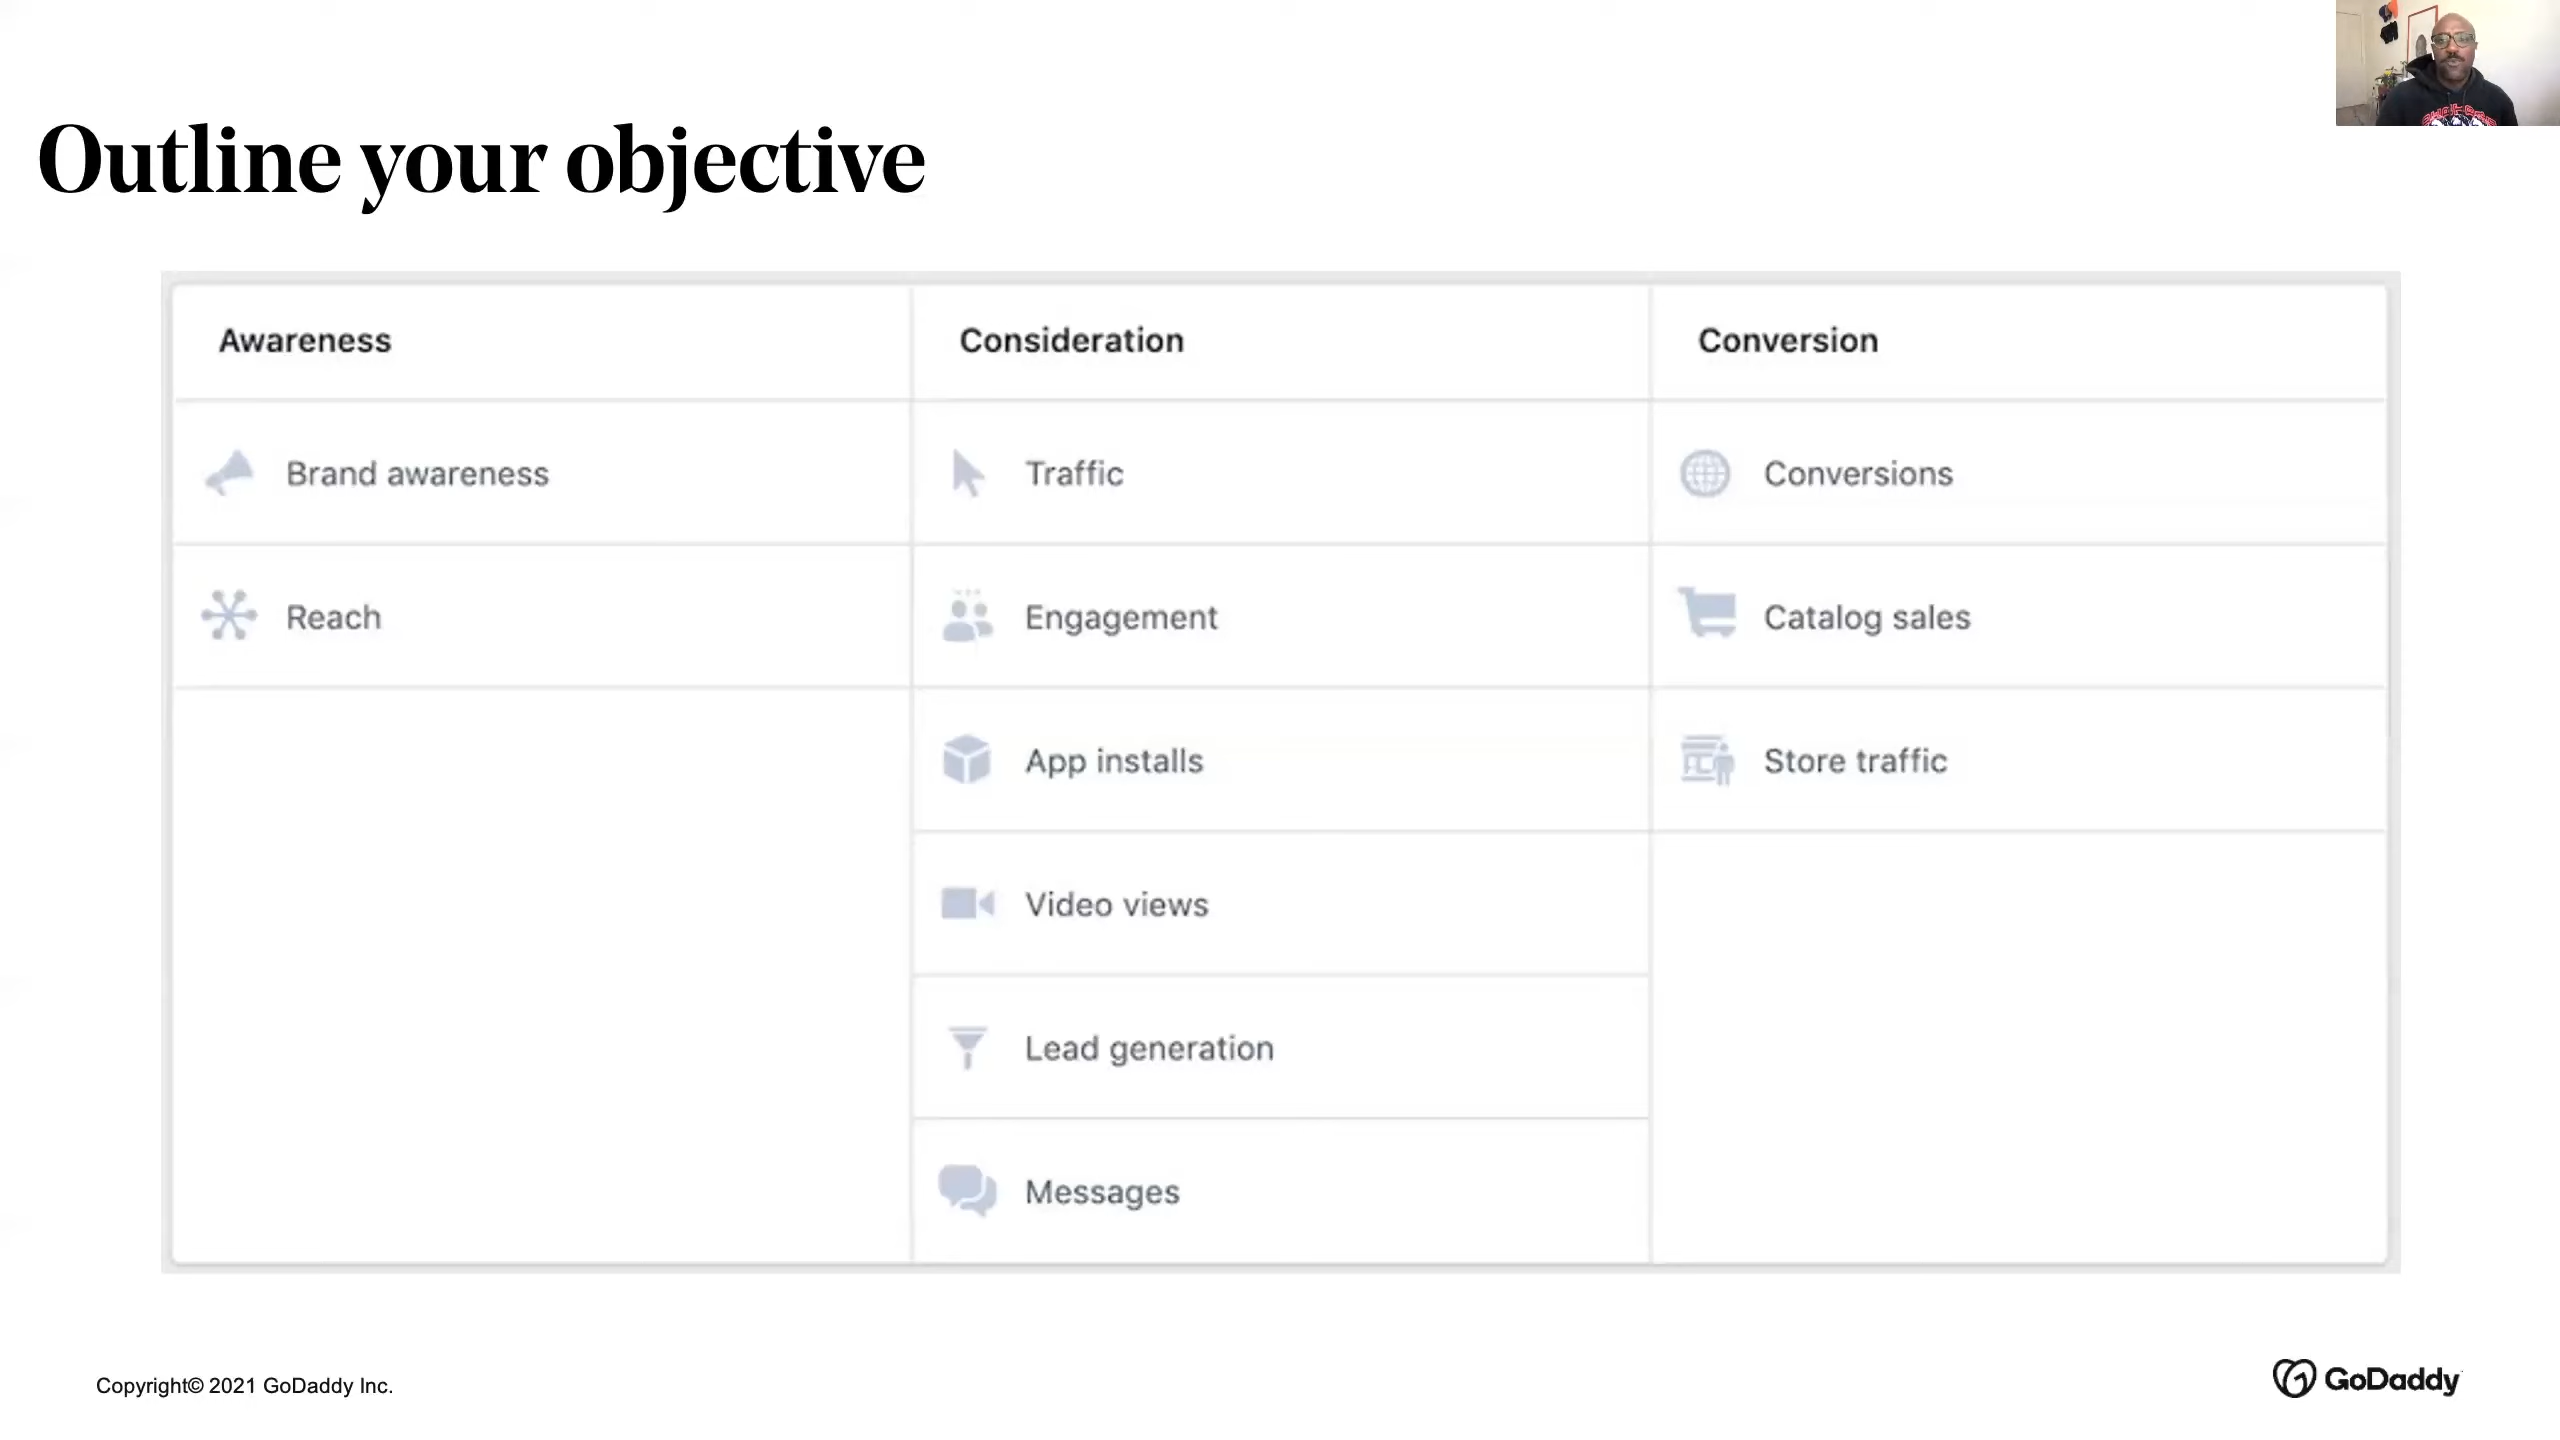 Outline your objective
Awareness
Consideration
Conversion
Brand awareness
Traffic
Conversions
Reach
Engagement
Catalog sales
App installs
Store traffic
Video views
Lead generation
Messages
Copyright© 2021 GoDaddy Inc.
GoDaddy